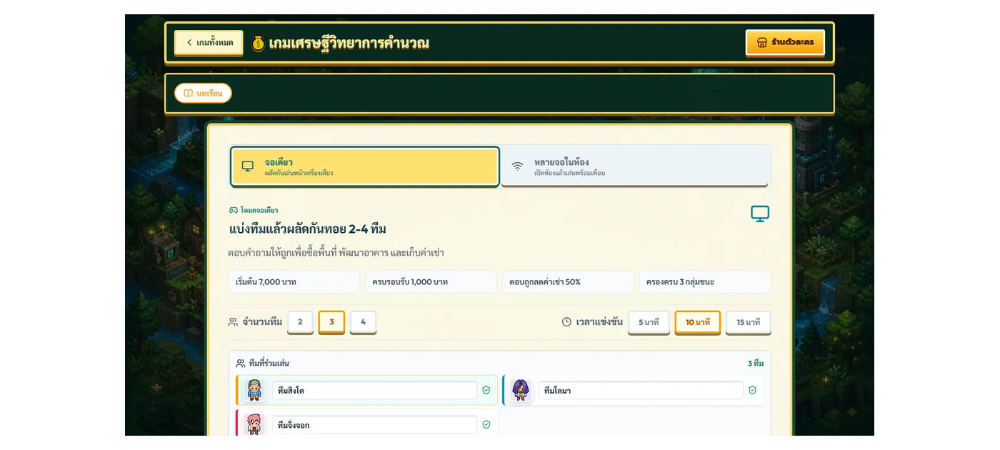 เกมทั้งหมด
เกมเศรษฐีวิทยาการคำนวณ
ร้านตัวละคร
บทเรียน
จอเดียว
ผลัดกันเล่นหน้าเครื่องเดียว
หลายจอในห้อง
เปิดห้องแล้วเล่นพร้อมเพื่อน
โหมดจอเดียว
แบ่งทีมแล้วผลัดกันทอย 2-4 ทีม
ตอบคำถามให้ถูกเพื่อซื้อพื้นที่ พัฒนาอาคาร และเก็บค่าเช่า
เริ่มต้น 7,000 บาท
ครบรอบรับ 1,000 บาท
ตอบถูกลดค่าเช่า 50%
ครองครบ 3 กลุ่มชนะ
จำนวนทีม 2 3 4
เวลาแข่งขัน 5 นาที 10 นาที 15 นาที
ทีมที่ร่วมเล่น
3 ทีม
ทีมสิงโต
ทีมโลมา
ทีมจิ้งจอก